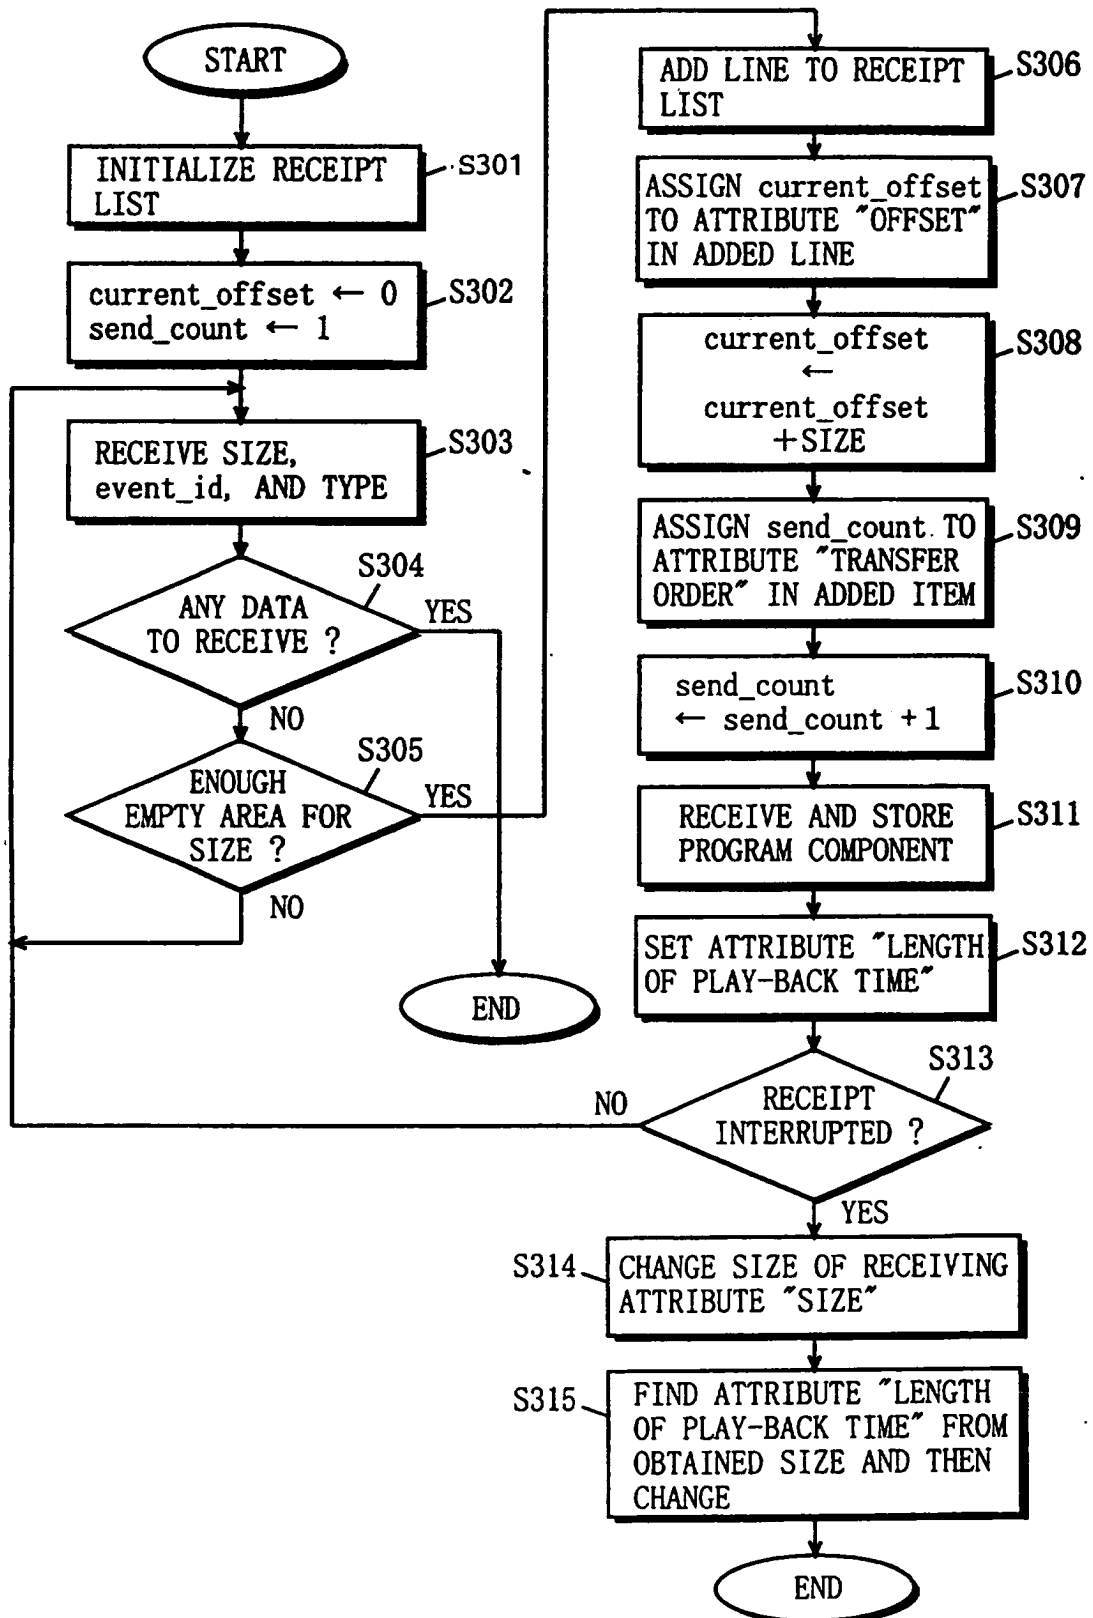 START
INITIALIZE RECEIPT
LIST
S301
current_offset ← 0
send_count ← 1
S302
RECEIVE SIZE,
event_id, AND TYPE
S303
ANY DATA
TO RECEIVE ?
S304
YES
NO
ENOUGH
EMPTY AREA FOR
SIZE ?
S305
YES
NO
END
ADD LINE TO RECEIPT
LIST
S306
ASSIGN current_offset
TO ATTRIBUTE "OFFSET"
IN ADDED LINE
S307
current_offset
←
current_offset
+SIZE
S308
ASSIGN send_count TO
ATTRIBUTE "TRANSFER
ORDER" IN ADDED ITEM
S309
send_count
← send_count +1
S310
RECEIVE AND STORE
PROGRAM COMPONENT
S311
SET ATTRIBUTE "LENGTH
OF PLAY-BACK TIME"
S312
RECEIPT
INTERRUPTED ?
S313
NO
YES
S314
CHANGE SIZE OF RECEIVING
ATTRIBUTE "SIZE"
S315
FIND ATTRIBUTE "LENGTH
OF PLAY-BACK TIME" FROM
OBTAINED SIZE AND THEN
CHANGE
END